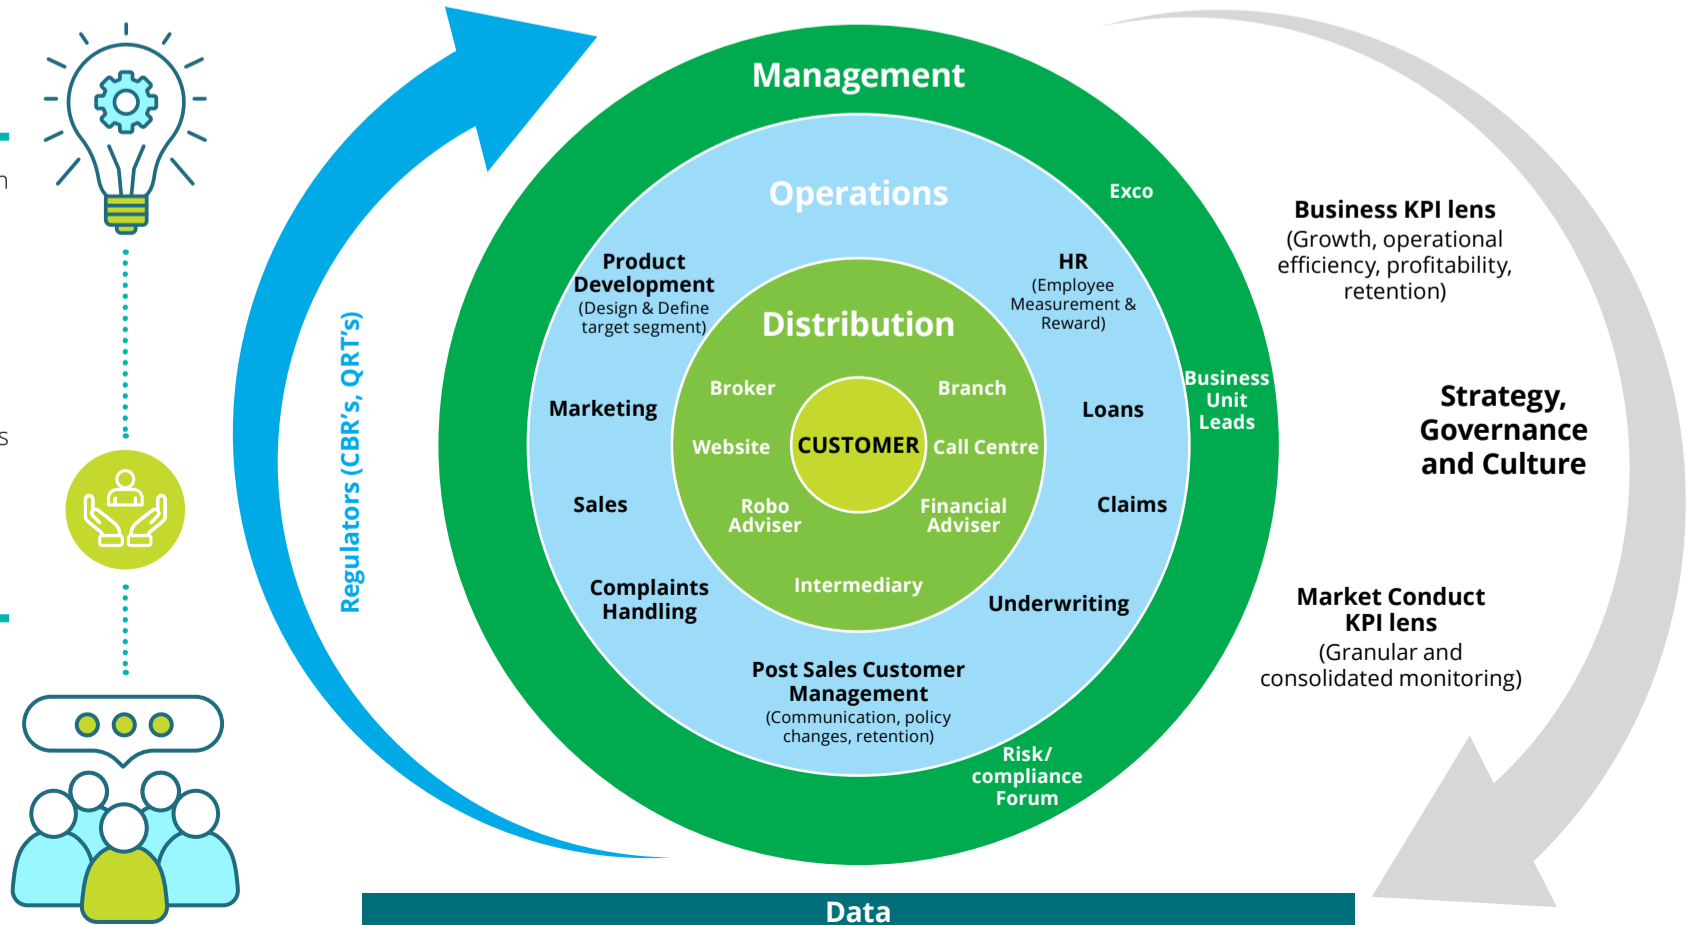 n
s
Regulators (CBR’s, QRT’s)
Management
Exco
Business
Unit
Leads
Risk/
compliance
Forum
Operations
Product
Development
(Design & Define
target segment)
HR
(Employee
Measurement &
Reward)
Marketing
Loans
Sales
Claims
Complaints
Handling
Underwriting
Post Sales Customer
Management
(Communication, policy
changes, retention)
Distribution
Broker
Branch
Website
Call Centre
Robo
Adviser
Financial
Adviser
Intermediary
CUSTOMER
Business KPI lens
(Growth, operational
efficiency, profitability,
retention)
Strategy,
Governance
and Culture
Market Conduct
KPI lens
(Granular and
consolidated monitoring)
Data